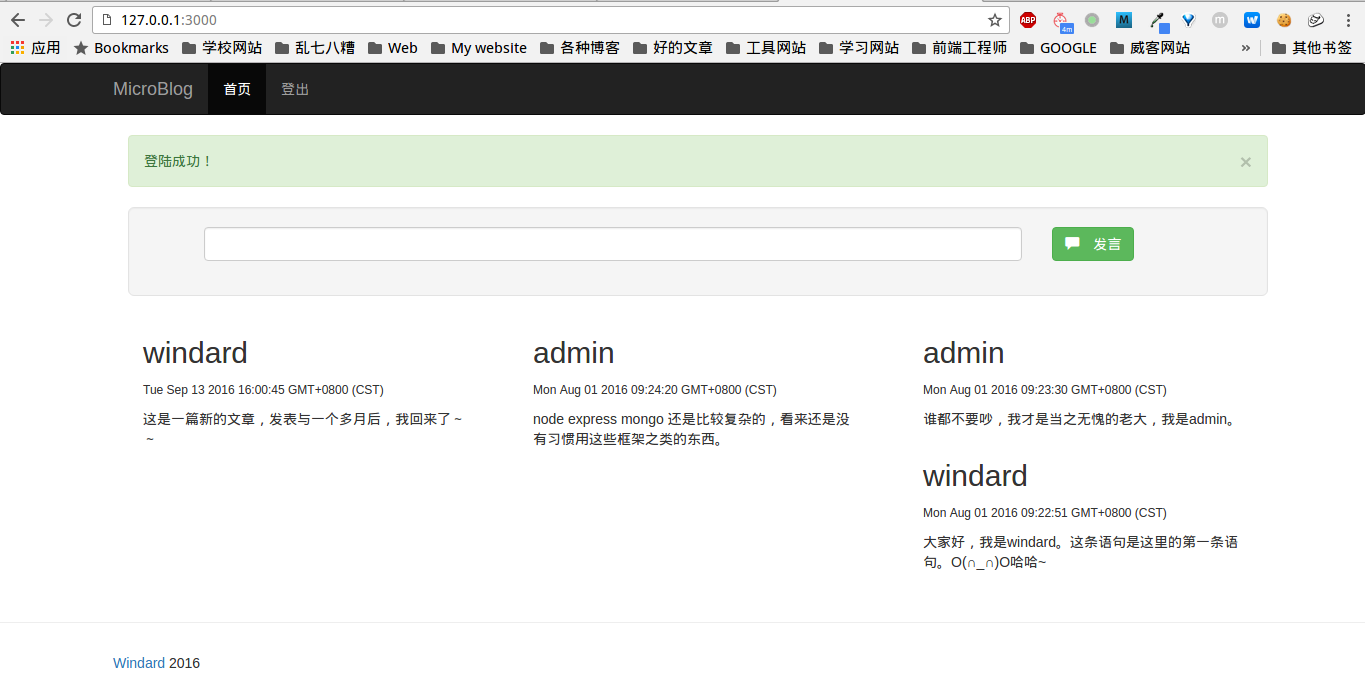 127.0.0.1:3000
ABP
4m
M
m
w
应用 Bookmarks 学校网站 乱七八糟 Web My website 各种博客 好的文章 工具网站 学习网站 前端工程师 GOOGLE 威客网站 » 其他书签
MicroBlog 首页 登出
登陆成功！ ×
发言
windard
Tue Sep 13 2016 16:00:45 GMT+0800 (CST)
这是一篇新的文章，发表与一个多月后，我回来了～
～
admin
Mon Aug 01 2016 09:24:20 GMT+0800 (CST)
node express mongo 还是比较复杂的，看来还是没
有习惯用这些框架之类的东西。
admin
Mon Aug 01 2016 09:23:30 GMT+0800 (CST)
谁都不要吵，我才是当之无愧的老大，我是admin。
windard
Mon Aug 01 2016 09:22:51 GMT+0800 (CST)
大家好，我是windard。这条语句是这里的第一条语
句。O(∩_∩)O哈哈~
Windard 2016